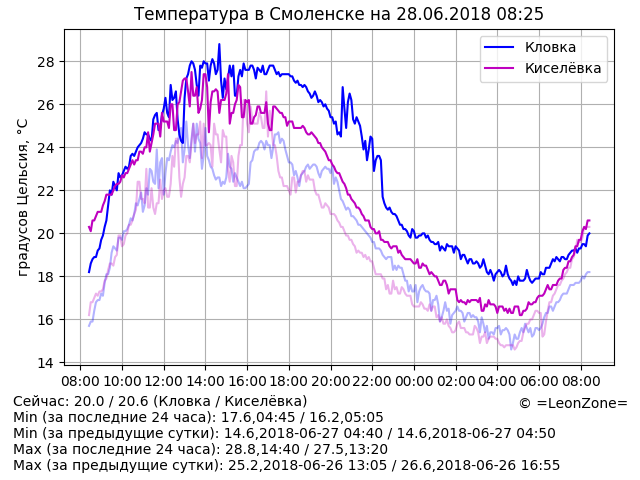 Температура в Смоленске на 28.06.2018 08:25
Кловка
Киселёвка
градусов Цельсия, °C
28
26
24
22
20
18
16
14
08:00 10:00 12:00 14:00 16:00 18:00 20:00 22:00 00:00 02:00 04:00 06:00 08:00
Сейчас: 20.0 / 20.6 (Кловка / Киселёвка)
© =LeonZone=
Min (за последние 24 часа): 17.6,04:45 / 16.2,05:05
Min (за предыдущие сутки): 14.6,2018-06-27 04:40 / 14.6,2018-06-27 04:50
Max (за последние 24 часа): 28.8,14:40 / 27.5,13:20
Max (за предыдущие сутки): 25.2,2018-06-26 13:05 / 26.6,2018-06-26 16:55